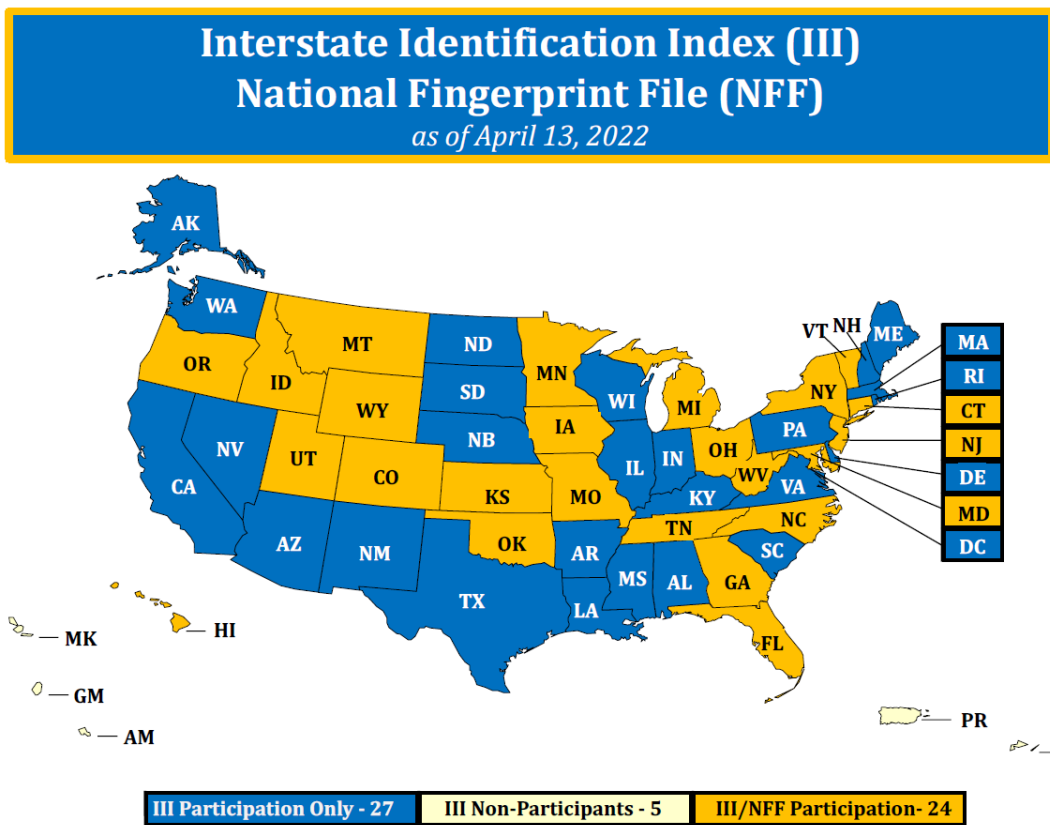 Interstate Identification Index (III)
National Fingerprint File (NFF)
as of April 13, 2022
AK
WA
MT
ND
MN
VT
NH
ME
MA
OR
ID
WY
SD
WI
MI
NY
RI
CT
NV
UT
CO
NB
IA
IL
IN
OH
PA
NJ
DE
CA
KS
MO
KY
WV
VA
MD
AZ
NM
OK
AR
TN
NC
DC
TX
LA
MS
AL
GA
SC
FL
HI
MK
GM
AM
PR
III Participation Only - 27
III Non-Participants - 5
III/NFF Participation- 24